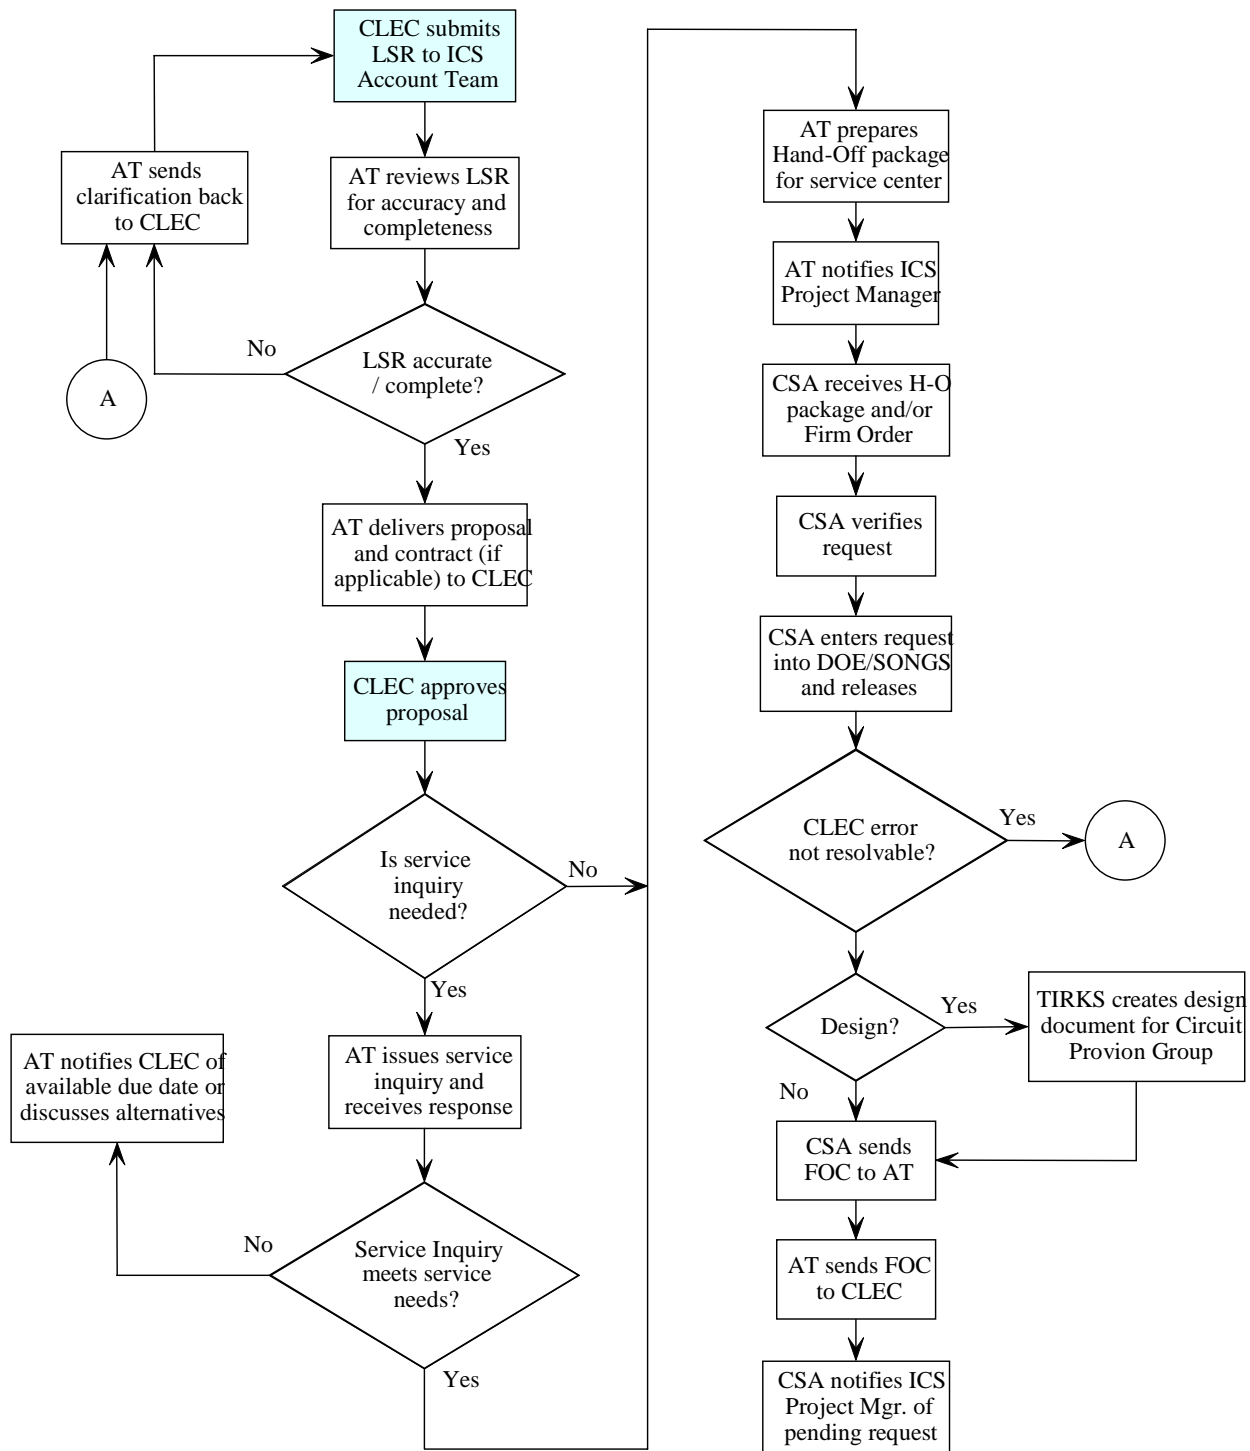 CLEC submits
LSR to ICS
Account Team
AT sends
clarification back
to CLEC
AT reviews LSR
for accuracy and
completeness
No
LSR accurate
/ complete?
A
Yes
AT delivers proposal
and contract (if
applicable) to CLEC
CLEC approves
proposal
Is service
inquiry
needed?
No
Yes
AT issues service
inquiry and
receives response
AT notifies CLEC of
available due date or
discusses alternatives
No
Service Inquiry
meets service
needs?
Yes
AT prepares
Hand-Off package
for service center
AT notifies ICS
Project Manager
CSA receives H-O
package and/or
Firm Order
CSA verifies
request
CSA enters request
into DOE/SONGS
and releases
CLEC error
not resolvable?
Yes
A
Design?
Yes
TIRKS creates design
document for Circuit
Provion Group
No
CSA sends
FOC to AT
AT sends FOC
to CLEC
CSA notifies ICS
Project Mgr. of
pending request